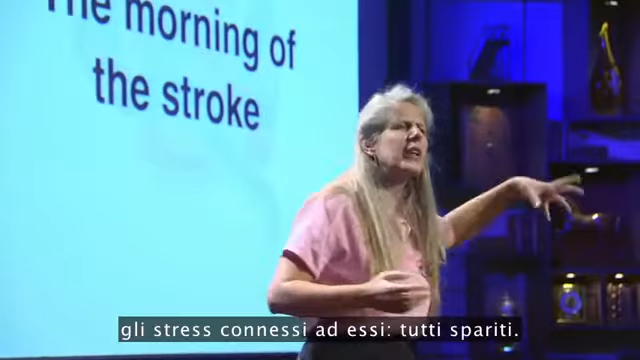 The morning of
the stroke
gli stress connessi ad essi: tutti spariti.